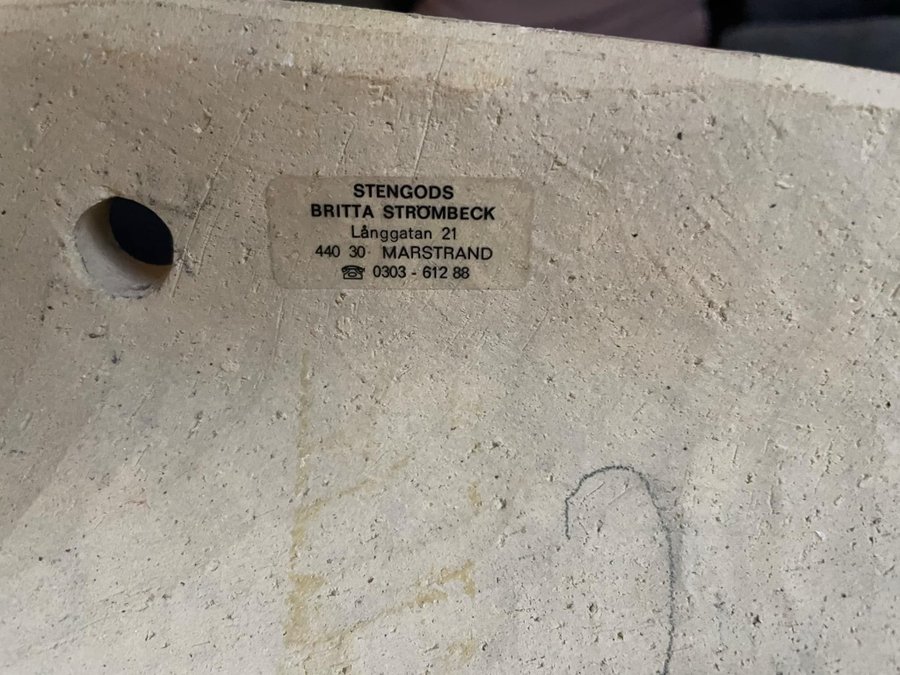 STENGODS
BRITTA STRÖMBECK
Långgatan 21
440 30 MARSTRAND
☎ 0303 - 612 88